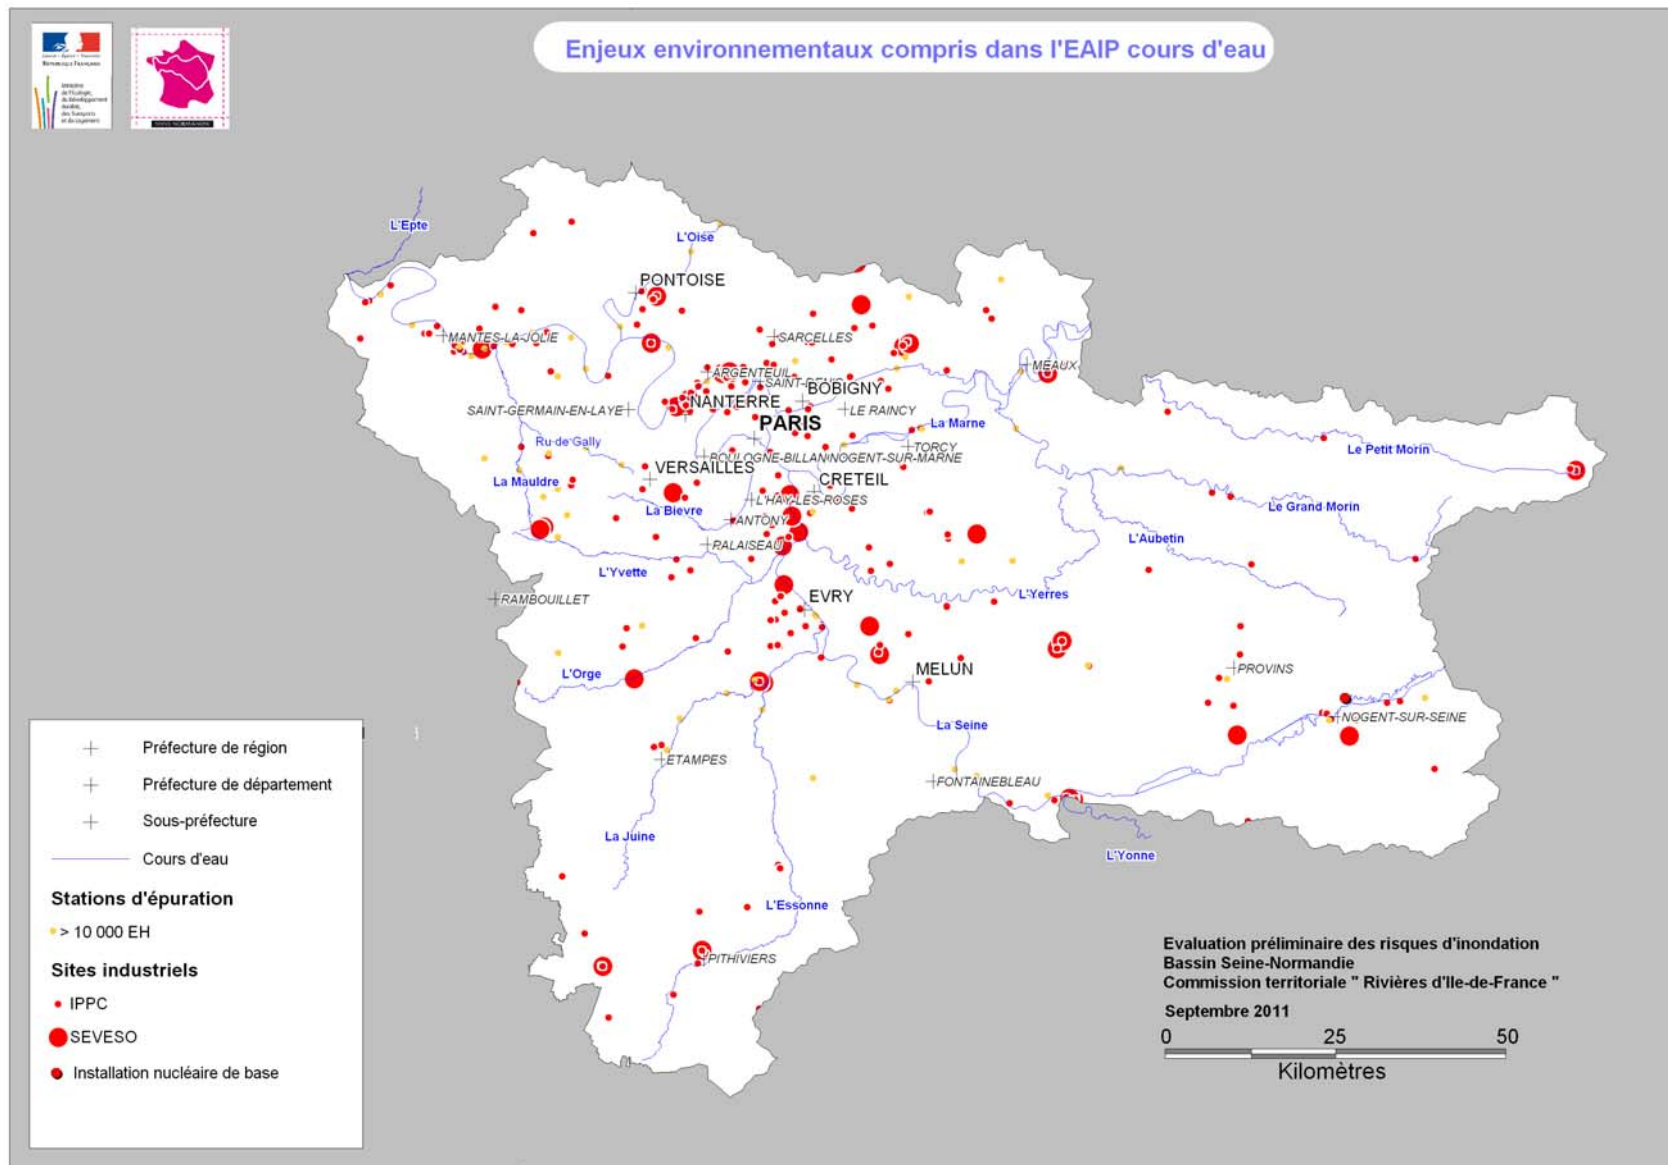 Enjeux environnementaux compris dans l'EAIP cours d'eau
RÉPUBLIQUE FRANÇAISE
L'Epte
L'Oise
PONTOISE
MANTES-LA-JOLIE
SARCELLES
ARGENTEUIL
SAINT-DENIS
BOBIGNY
MEAUX
SAINT-GERMAIN-EN-LAYE
NANTERRE
LE RAINCY
PARIS
La Marne
Ru de Gally
TORCY
Le Petit Morin
BOULOGNE-BILLAN
NOGENT-SUR-MARNE
VERSAILLES
CRETEIL
La Mauldre
L'HAY-LES-ROSES
La Bievre
Le Grand Morin
ANTONY
PALAISEAU
L'Aubetin
L'Yvette
RAMBOUILLET
EVRY
L'Yerres
L'Orge
MELUN
PROVINS
La Seine
NOGENT-SUR-SEINE
ETAMPES
FONTAINEBLEAU
La Juine
L'Yonne
L'Essonne
PITHIVIERS
Préfecture de région
Préfecture de département
Sous-préfecture
Cours d'eau
Stations d'épuration
> 10 000 EH
Sites industriels
IPPC
SEVESO
Installation nucléaire de base
Evaluation préliminaire des risques d'inondation
Bassin Seine-Normandie
Commission territoriale " Rivières d'Ile-de-France "
Septembre 2011
0 25 50
Kilomètres